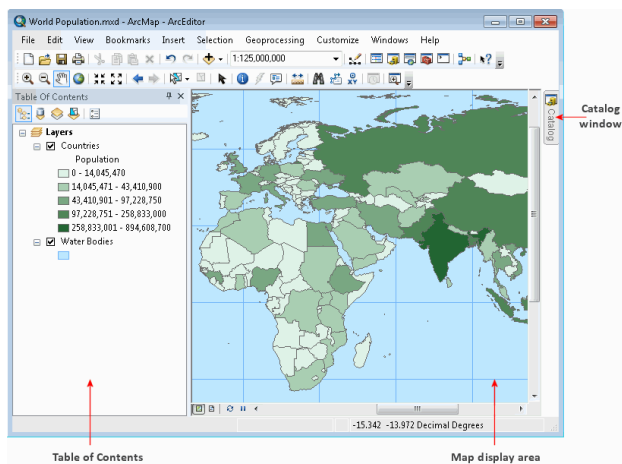 World Population.mxd - ArcMap - ArcEditor
File Edit View Bookmarks Insert Selection Geoprocessing Customize Windows Help
1:125,000,000
Table Of Contents
Layers
Countries
Population
0 - 14,045,470
14,045,471 - 43,410,900
43,410,901 - 97,228,750
97,228,751 - 258,833,000
258,833,001 - 894,608,700
Water Bodies
Catalog
Catalog
window
-15.342 -13.972 Decimal Degrees
Table of Contents
Map display area